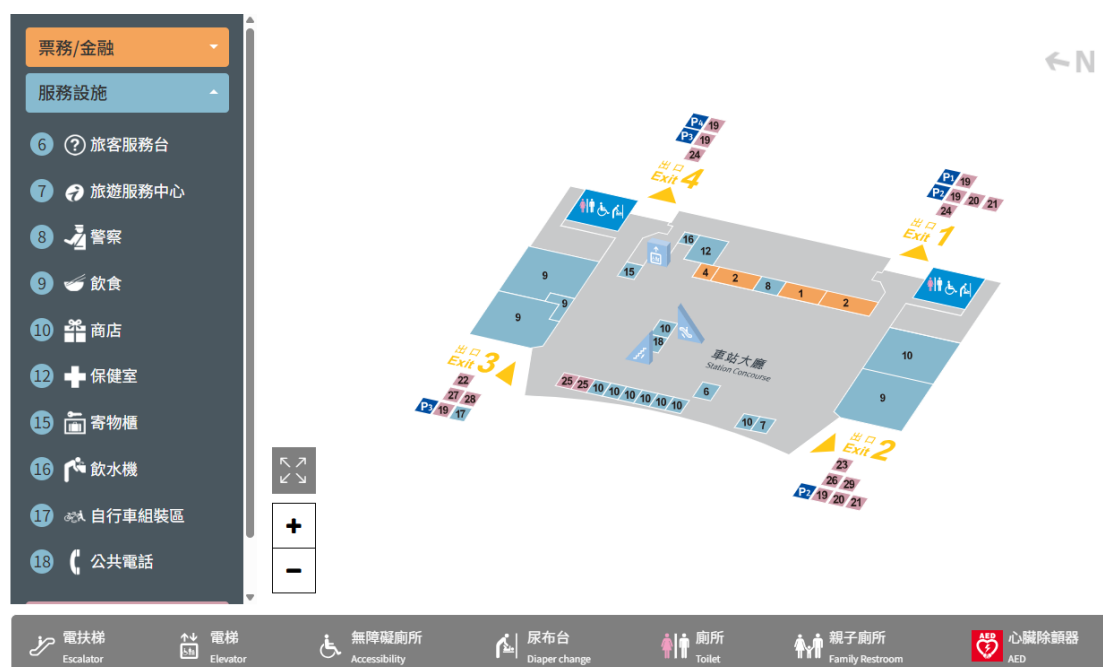 票務/金融
服務設施
6 旅客服務台
7 旅遊服務中心
8 警察
9 飲食
10 商店
12 保健室
15 寄物櫃
16 飲水機
17 自行車組裝區
18 公共電話
N
P4 19
P3 19
24
出口
Exit 4
P1 19
P2 19 20 21
24
出口
Exit 1
16
12
15
4 2 8 1 2
9
9
9
10
18
10
9
車站大廳
Station Concourse
出口
Exit 3
22
27 28
P3 19 17
25 25 10 10 10 10 10 10
6
10 7
出口
Exit 2
23
26 29
P2 19 20 21
+
−
電扶梯
Escalator
電梯
Elevator
無障礙廁所
Accessibility
尿布台
Diaper change
廁所
Toilet
親子廁所
Family Restroom
AED
心臟除顫器
AED